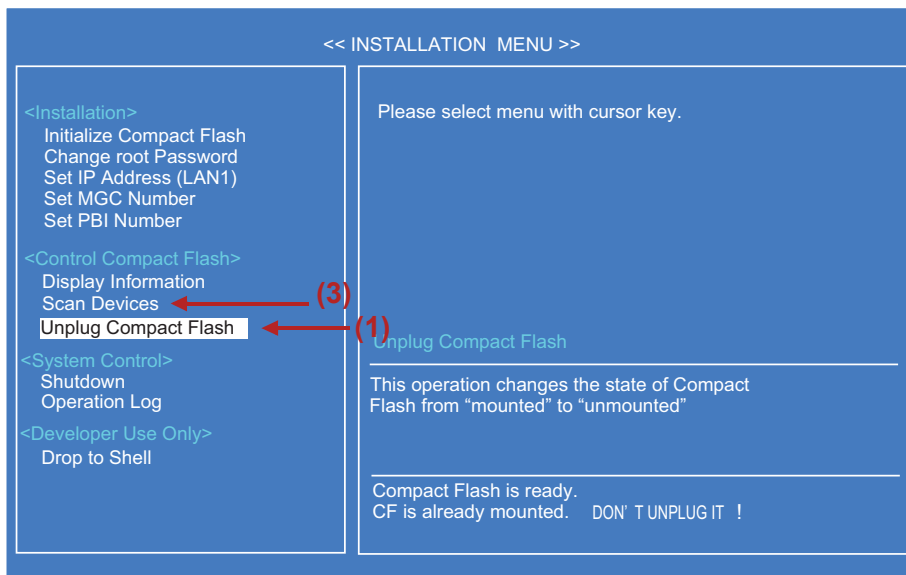 << INSTALLATION MENU >>
<Installation>
Initialize Compact Flash
Change root Password
Set IP Address (LAN1)
Set MGC Number
Set PBI Number
<Control Compact Flash>
Display Information
Scan Devices
(3)
Unplug Compact Flash
(1)
<System Control>
Shutdown
Operation Log
<Developer Use Only>
Drop to Shell
Please select menu with cursor key.
Unplug Compact Flash
This operation changes the state of Compact
Flash from “mounted” to “unmounted”
Compact Flash is ready.
CF is already mounted. DON' T UNPLUG IT !